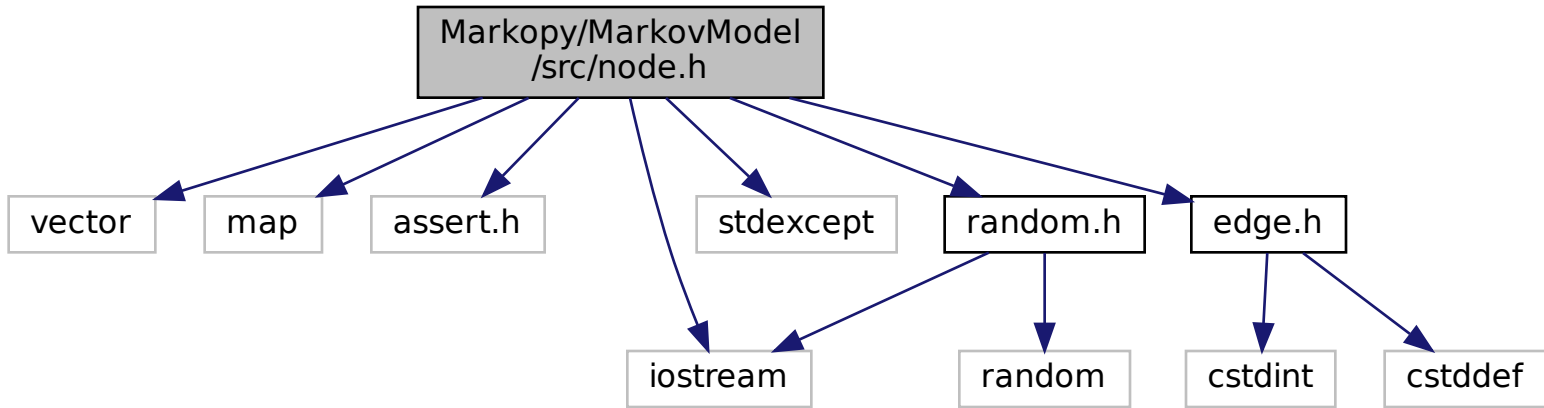 Markopy/MarkovModel
/src/node.h
vector
map
assert.h
stdexcept
random.h
edge.h
iostream
random
cstdint
cstddef